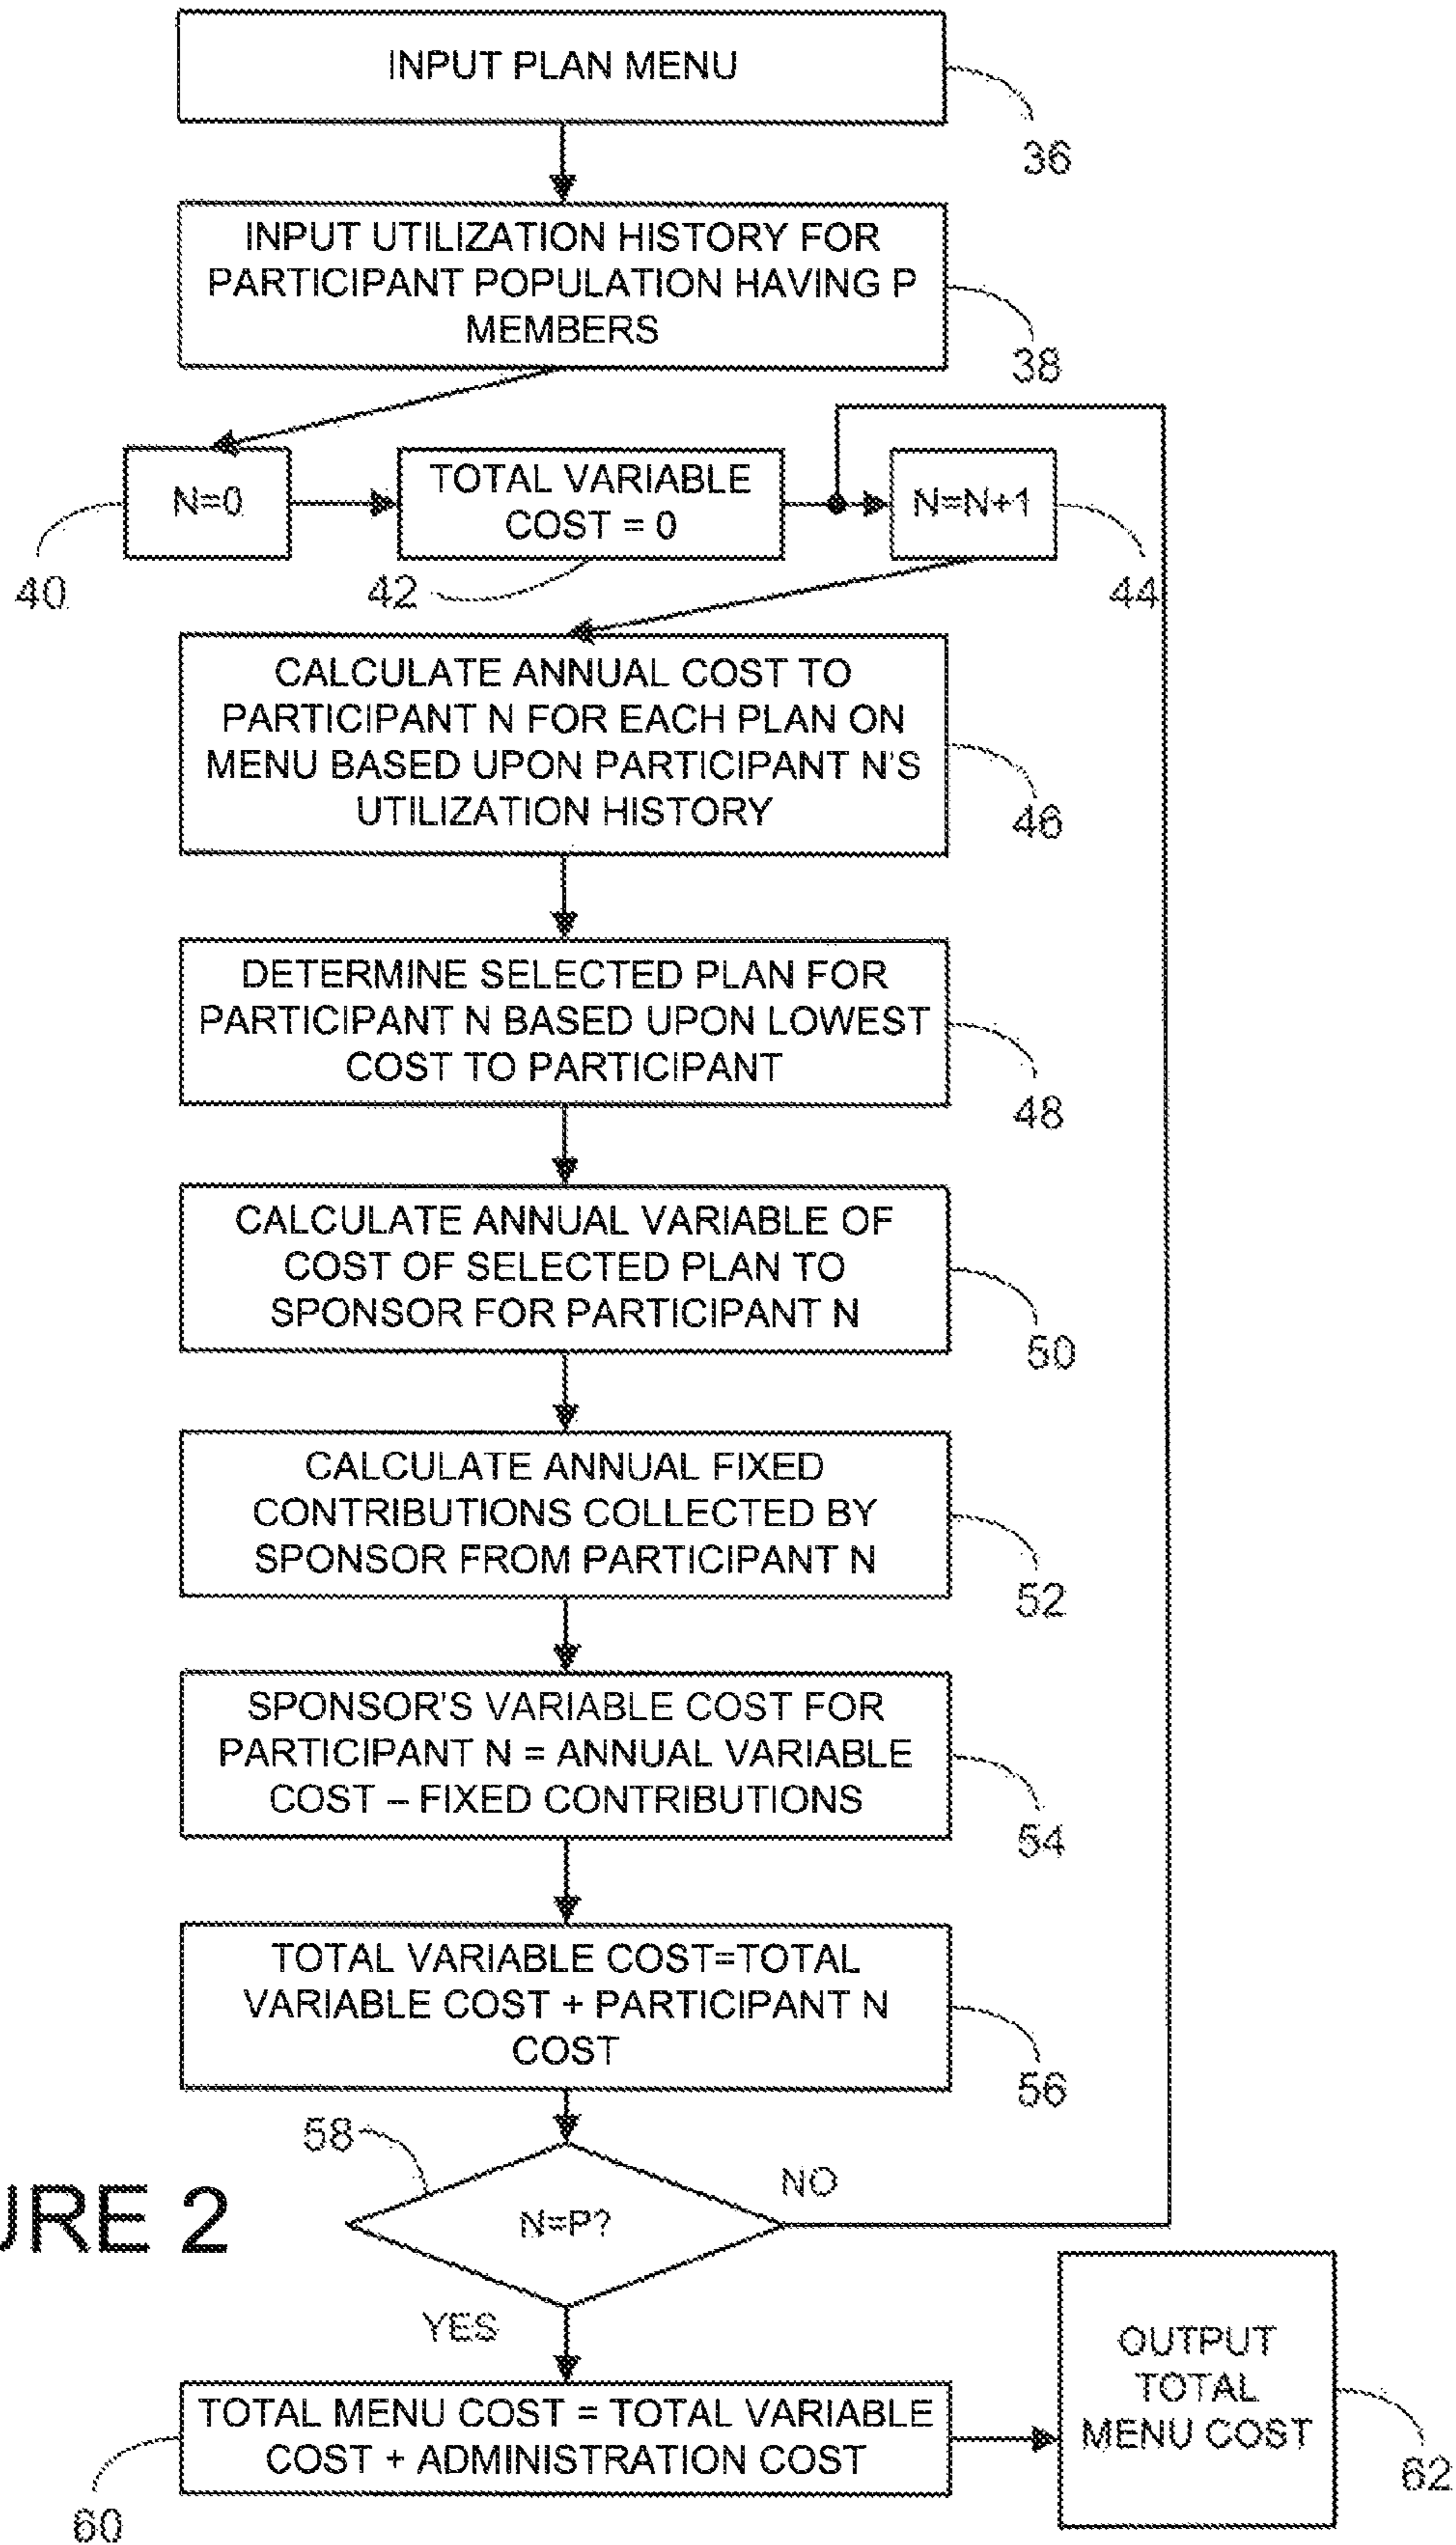 INPUT PLAN MENU
36
INPUT UTILIZATION HISTORY FOR
PARTICIPANT POPULATION HAVING P
MEMBERS
38
N=0
TOTAL VARIABLE
COST = 0
N=N+1
40
42
44
CALCULATE ANNUAL COST TO
PARTICIPANT N FOR EACH PLAN ON
MENU BASED UPON PARTICIPANT N'S
UTILIZATION HISTORY
46
DETERMINE SELECTED PLAN FOR
PARTICIPANT N BASED UPON LOWEST
COST TO PARTICIPANT
48
CALCULATE ANNUAL VARIABLE OF
COST OF SELECTED PLAN TO
SPONSOR FOR PARTICIPANT N
50
CALCULATE ANNUAL FIXED
CONTRIBUTIONS COLLECTED BY
SPONSOR FROM PARTICIPANT N
52
SPONSOR'S VARIABLE COST FOR
PARTICIPANT N = ANNUAL VARIABLE
COST – FIXED CONTRIBUTIONS
54
TOTAL VARIABLE COST=TOTAL
VARIABLE COST + PARTICIPANT N
COST
56
58
NO
N=P?
URE 2
YES
TOTAL MENU COST = TOTAL VARIABLE
COST + ADMINISTRATION COST
60
OUTPUT
TOTAL
MENU COST
62